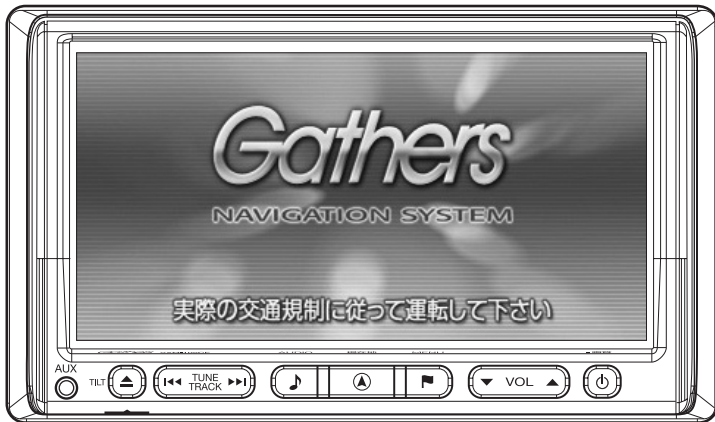 Gathers
NAVIGATION SYSTEM
実際の交通規制に従って運転して下さい
AUX
TILT
TUNE
TRACK
VOL